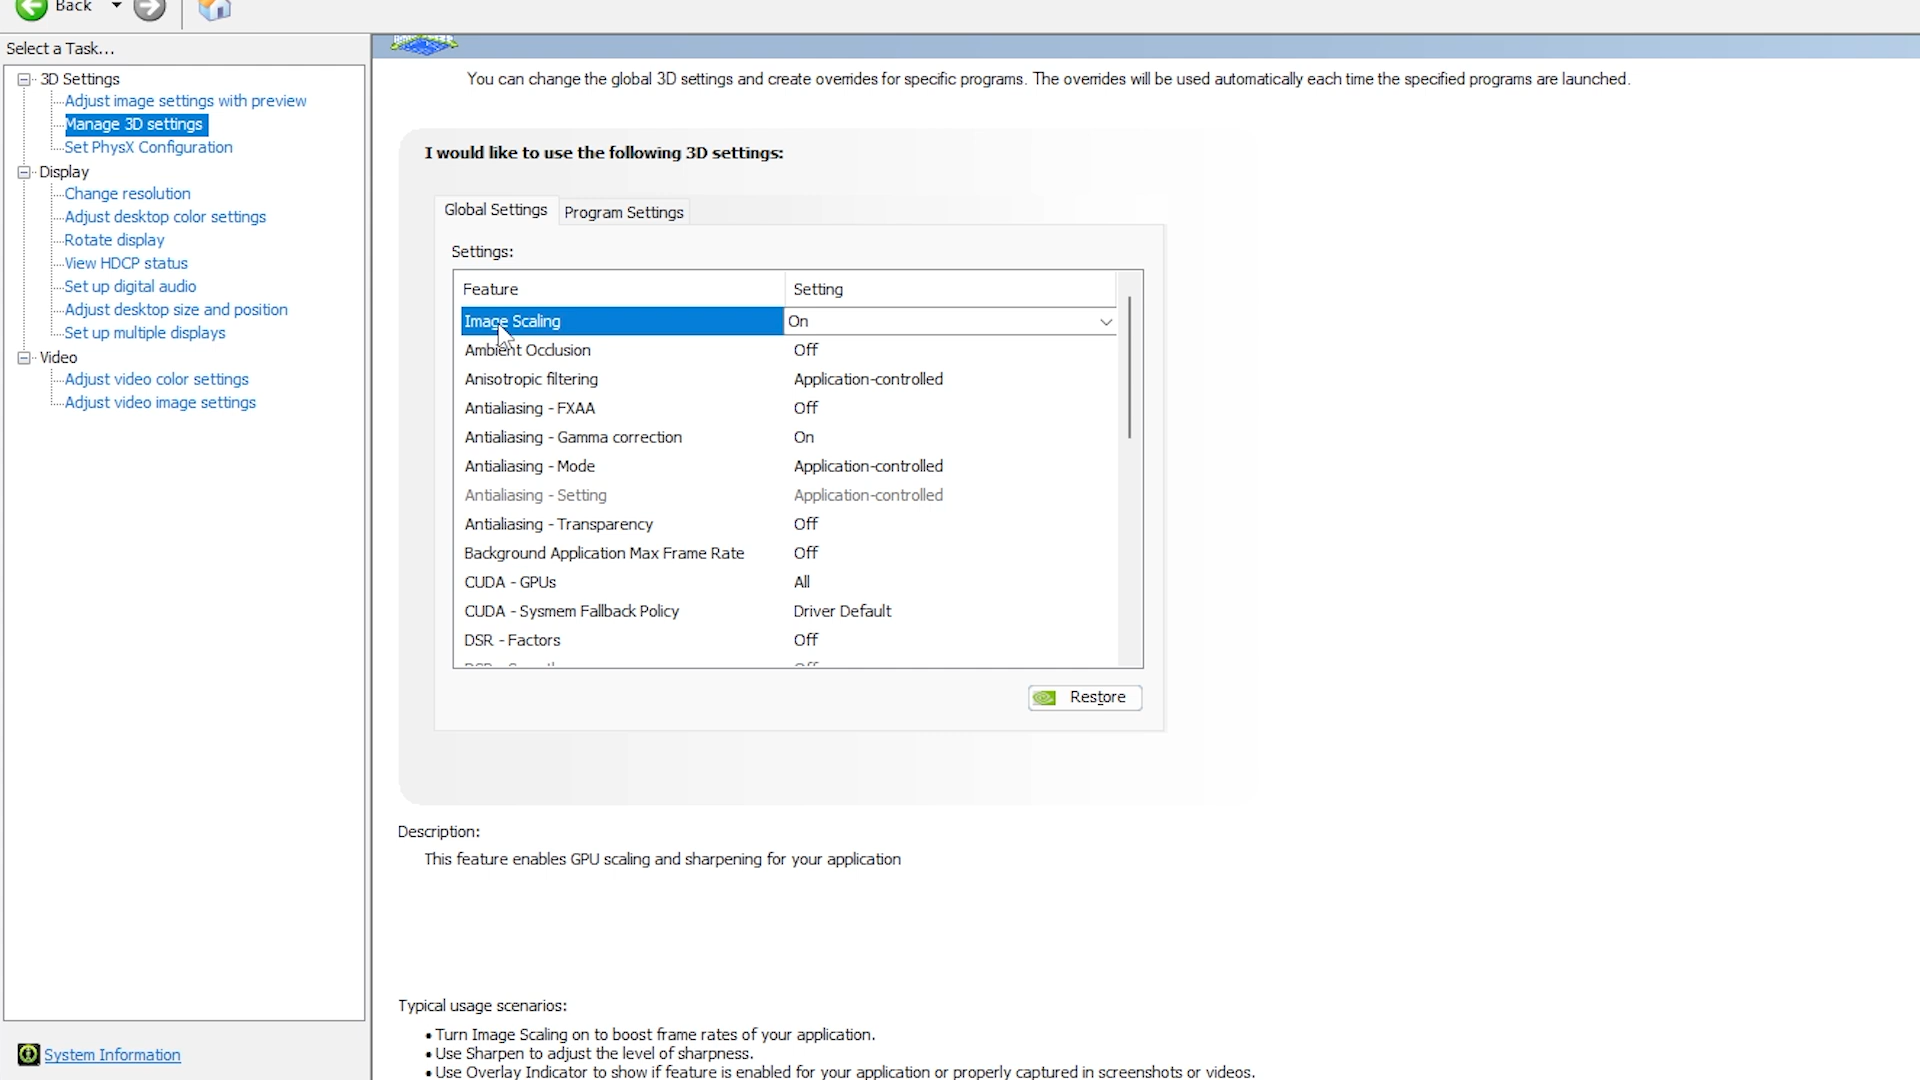 Back
Select a Task...
3D Settings
Adjust image settings with preview
Manage 3D settings
Set PhysX Configuration
Display
Change resolution
Adjust desktop color settings
Rotate display
View HDCP status
Set up digital audio
Adjust desktop size and position
Set up multiple displays
Video
Adjust video color settings
Adjust video image settings
System Information
You can change the global 3D settings and create overrides for specific programs. The overrides will be used automatically each time the specified programs are launched.
I would like to use the following 3D settings:
Global Settings Program Settings
Settings:
Feature Setting
Image Scaling On
Ambient Occlusion Off
Anisotropic filtering Application-controlled
Antialiasing - FXAA Off
Antialiasing - Gamma correction On
Antialiasing - Mode Application-controlled
Antialiasing - Setting Application-controlled
Antialiasing - Transparency Off
Background Application Max Frame Rate Off
CUDA - GPUs All
CUDA - Sysmem Fallback Policy Driver Default
DSR - Factors Off
Restore
Description:
This feature enables GPU scaling and sharpening for your application
Typical usage scenarios:
• Turn Image Scaling on to boost frame rates of your application.
• Use Sharpen to adjust the level of sharpness.
• Use Overlay Indicator to show if feature is enabled for your application or properly captured in screenshots or videos.